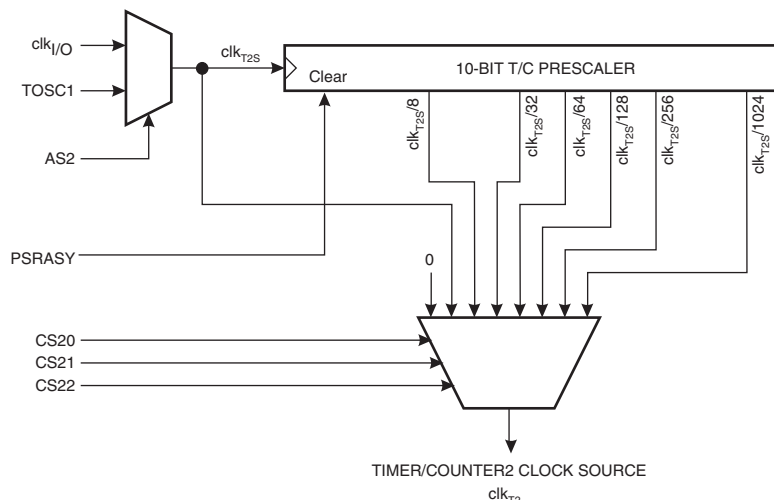 clkI/O
TOSC1
AS2
PSRASY
CS20
CS21
CS22
clkT2S
Clear
10-BIT T/C PRESCALER
clkT2S/8
clkT2S/32
clkT2S/64
clkT2S/128
clkT2S/256
clkT2S/1024
0
TIMER/COUNTER2 CLOCK SOURCE
clkT2